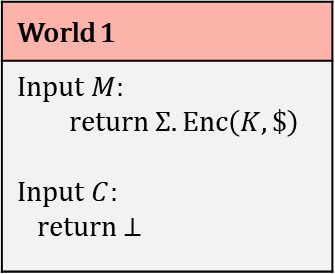 World 1
Input M:
return Σ. Enc(K, $)
Input C:
return ⊥